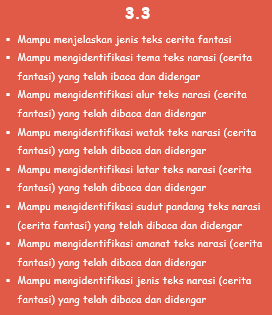 3.3
▪ Mampu menjelaskan jenis teks cerita fantasi
▪ Mampu mengidentifikasi tema teks narasi (cerita
fantasi) yang telah ibaca dan didengar
▪ Mampu mengidentifikasi alur teks narasi (cerita
fantasi) yang telah dibaca dan didengar
▪ Mampu mengidentifikasi watak teks narasi (cerita
fantasi) yang telah dibaca dan didengar
▪ Mampu mengidentifikasi latar teks narasi (cerita
fantasi) yang telah dibaca dan didengar
▪ Mampu mengidentifikasi sudut pandang teks narasi
(cerita fantasi) yang telah dibaca dan didengar
▪ Mampu mengidentifikasi amanat teks narasi (cerita
fantasi) yang telah dibaca dan didengar
▪ Mampu mengidentifikasi jenis teks narasi (cerita
fantasi) yang telah dibaca dan didengar